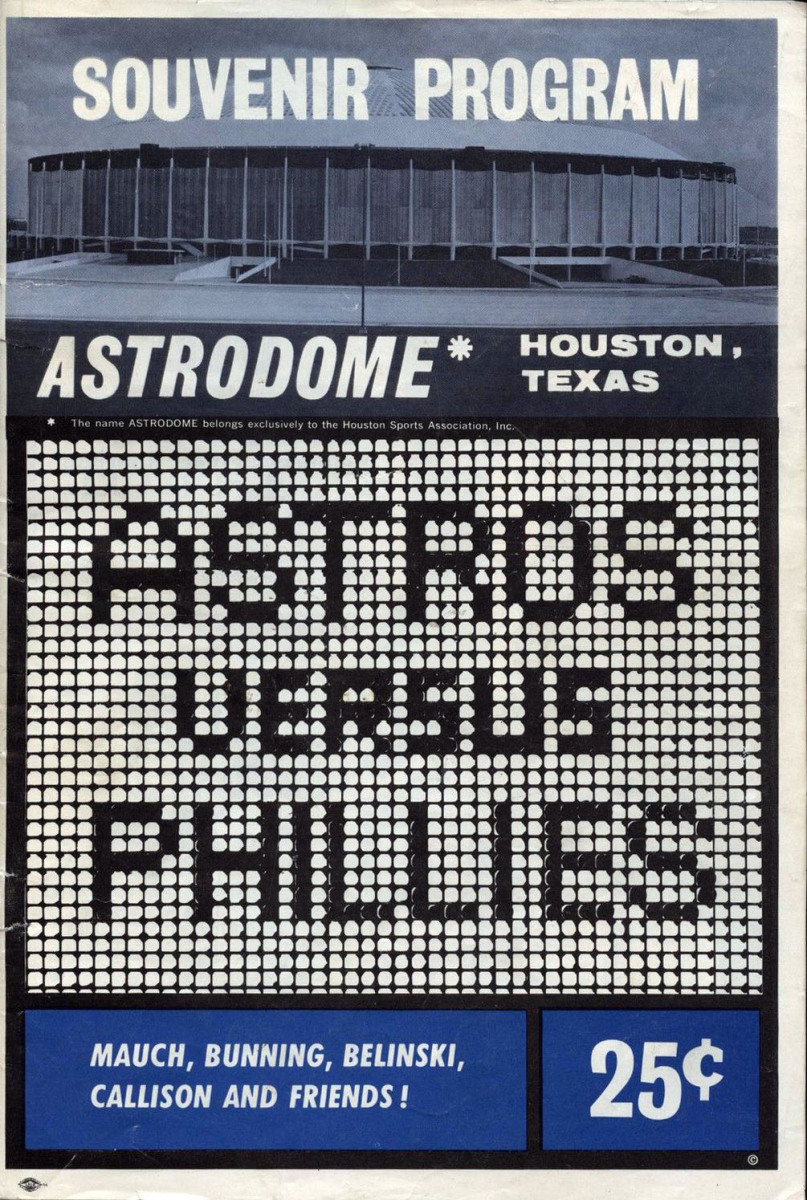 SOUVENIR PROGRAM
ASTRODOME* HOUSTON,
TEXAS
* The name ASTRODOME belongs exclusively to the Houston Sports Association, Inc.
ASTROS
VERSUS
PHILLIES
MAUCH, BUNNING, BELINSKI,
CALLISON AND FRIENDS!
25¢
©